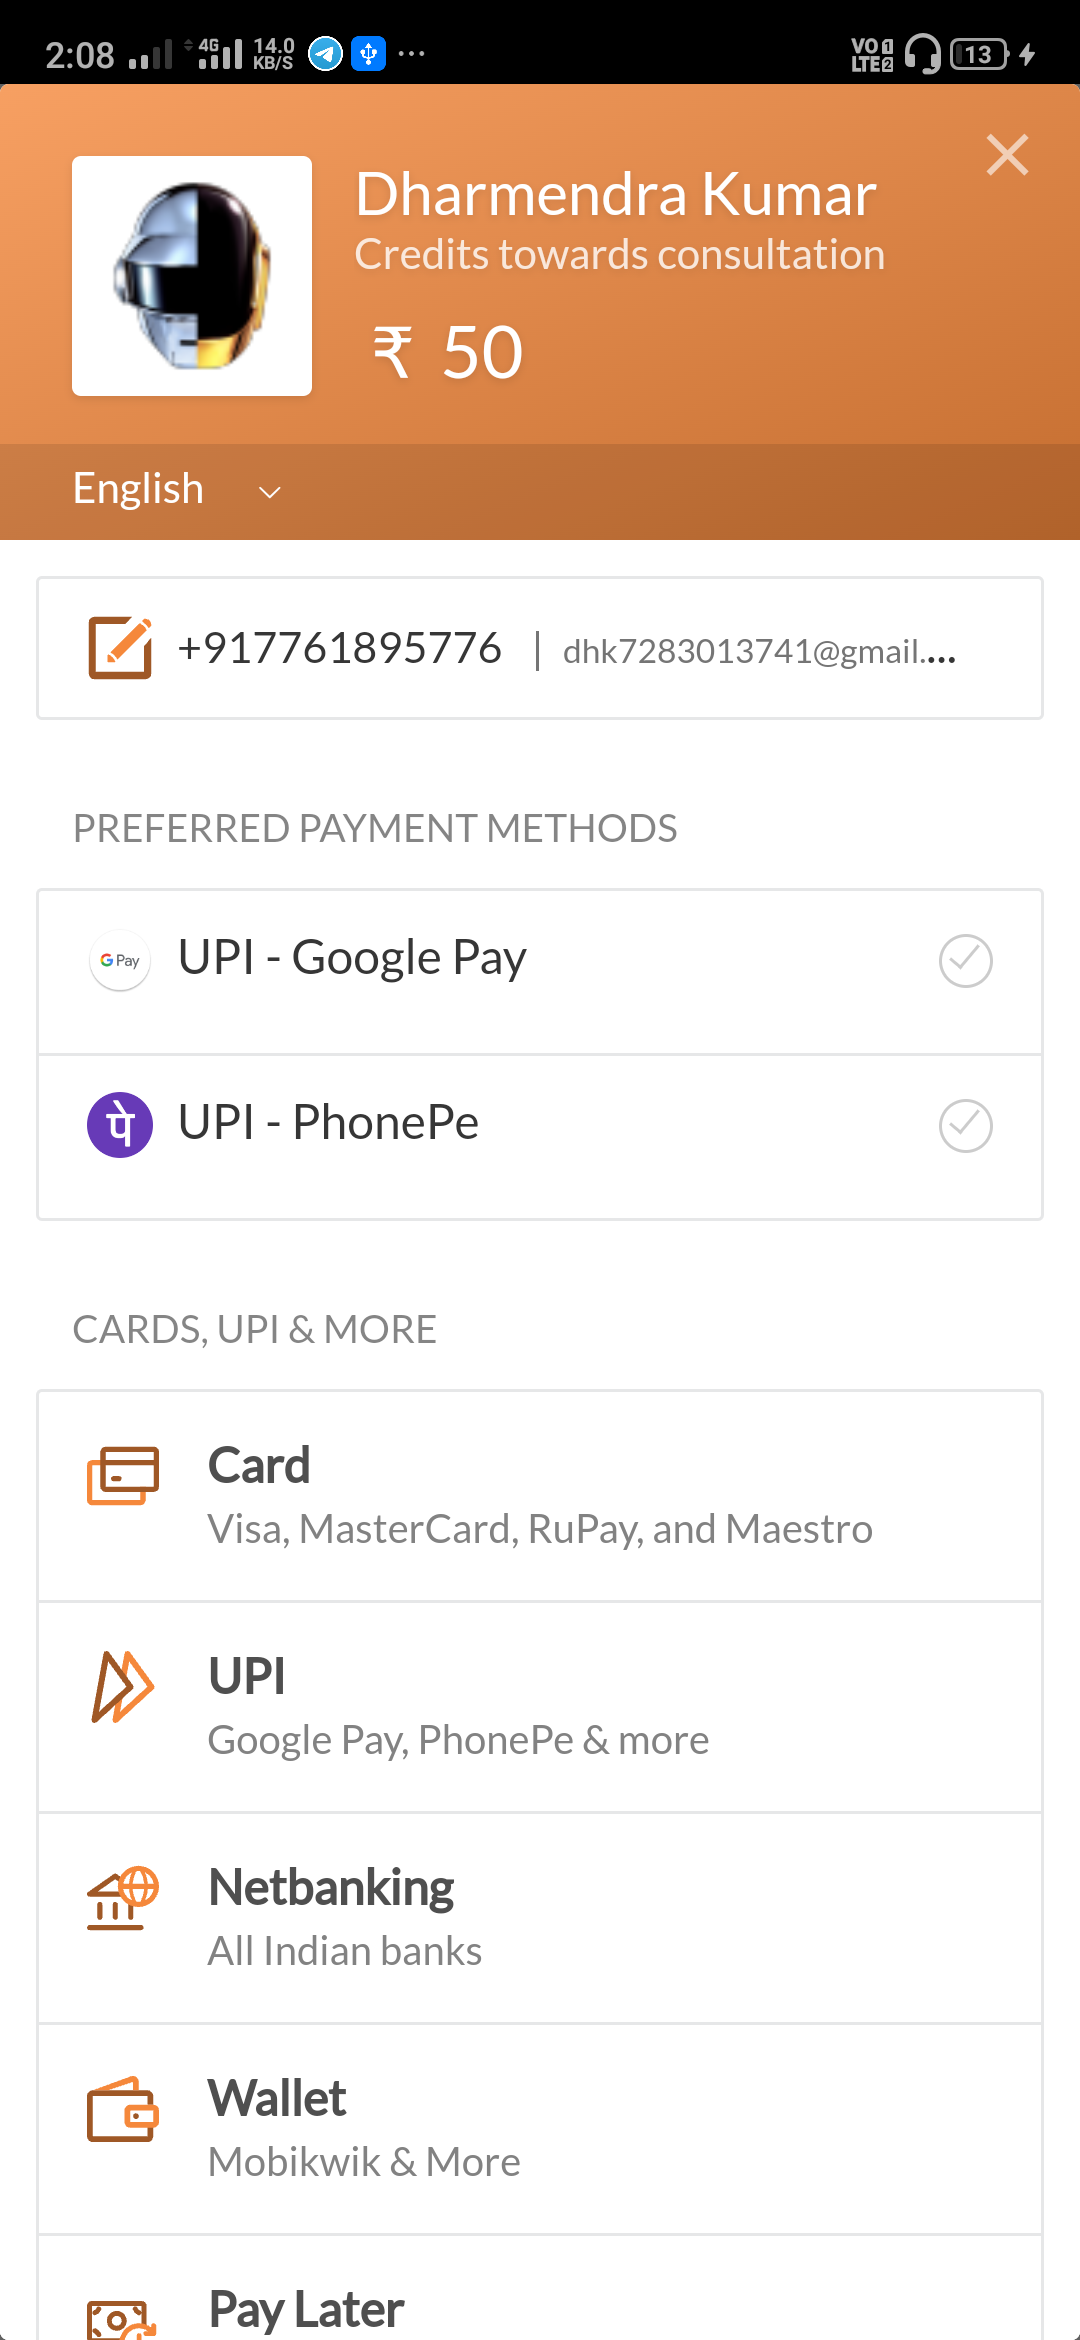 2:08 4G 14.0 KB/S VO LTE 1 2 13
Dharmendra Kumar
Credits towards consultation
₹ 50
English
+917761895776 | dhk7283013741@gmail....
PREFERRED PAYMENT METHODS
G Pay UPI - Google Pay
पे UPI - PhonePe
CARDS, UPI & MORE
Card
Visa, MasterCard, RuPay, and Maestro
UPI
Google Pay, PhonePe & more
Netbanking
All Indian banks
Wallet
Mobikwik & More
Pay Later